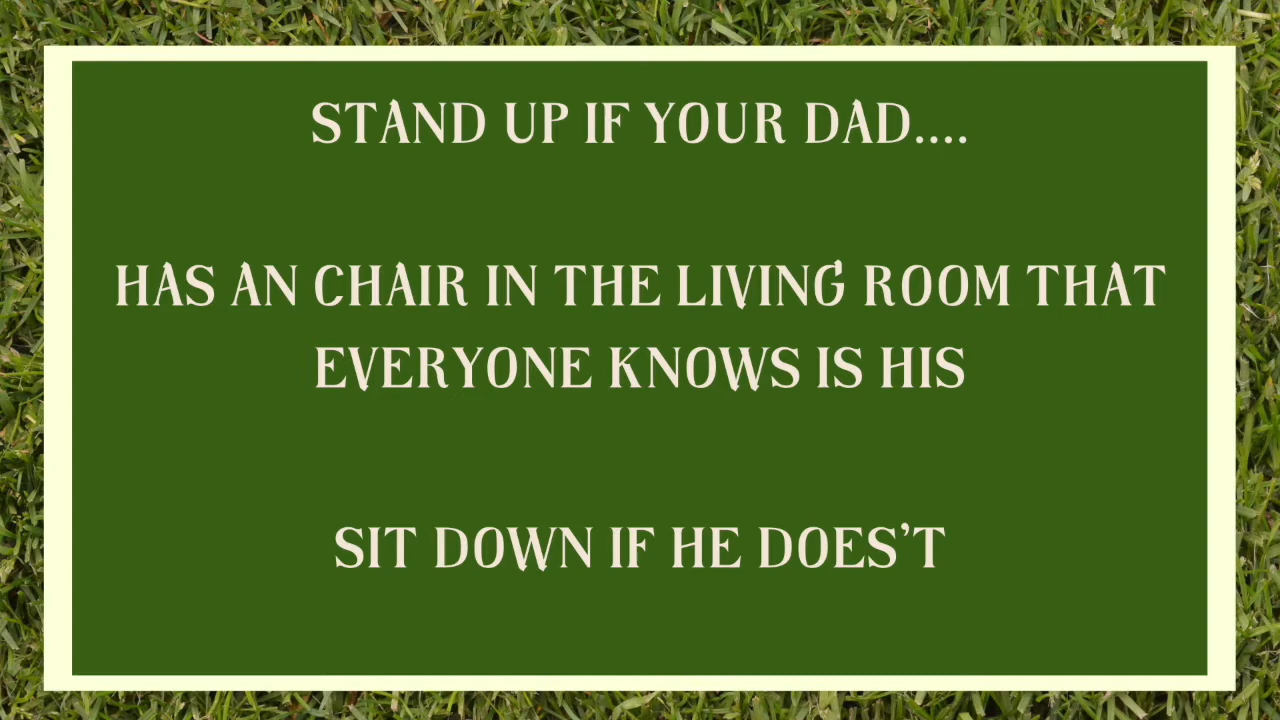 STAND UP IF YOUR DAD....
HAS AN CHAIR IN THE LIVING ROOM THAT
EVERYONE KNOWS IS HIS
SIT DOWN IF HE DOES'T